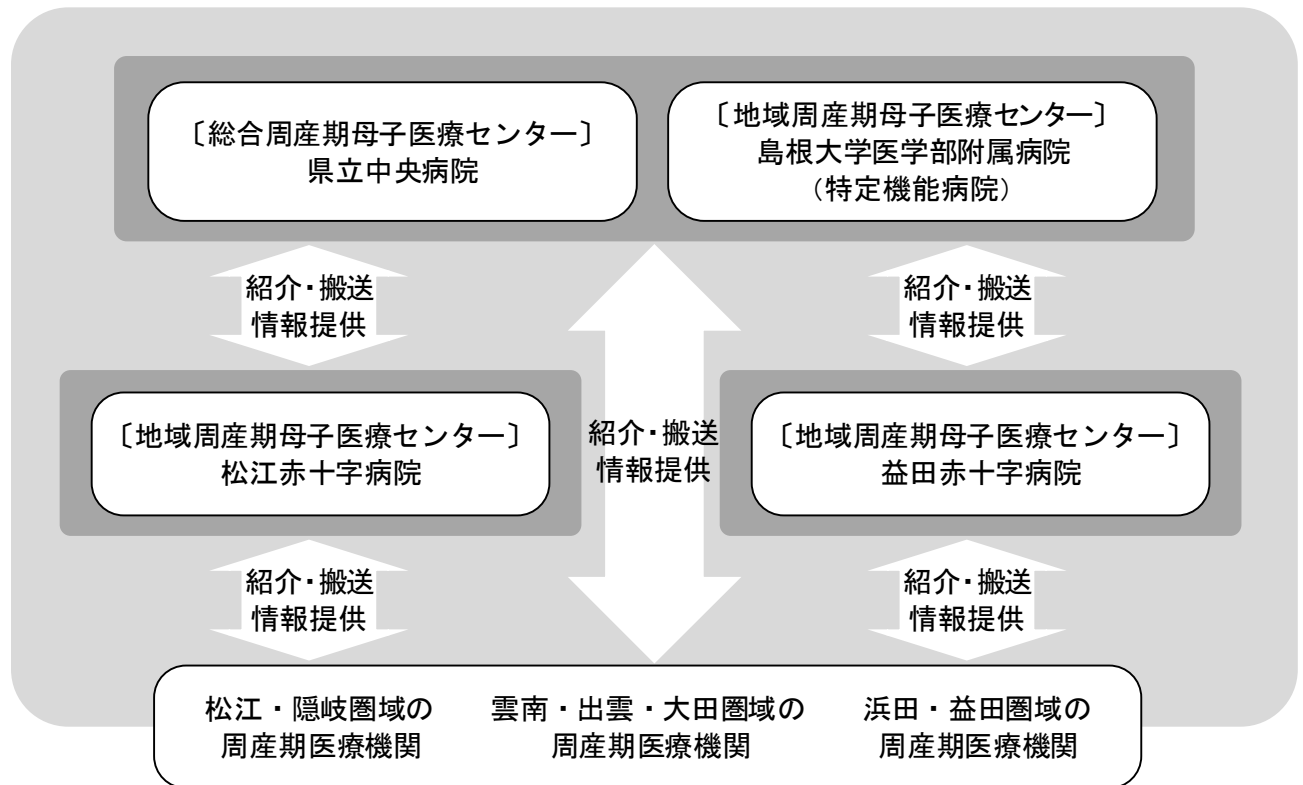 〔総合周産期母子医療センター〕
県立中央病院
〔地域周産期母子医療センター〕
島根大学医学部附属病院
（特定機能病院）
紹介・搬送
情報提供
紹介・搬送
情報提供
〔地域周産期母子医療センター〕
松江赤十字病院
紹介・搬送
情報提供
〔地域周産期母子医療センター〕
益田赤十字病院
紹介・搬送
情報提供
紹介・搬送
情報提供
松江・隠岐圏域の
周産期医療機関
雲南・出雲・大田圏域の
周産期医療機関
浜田・益田圏域の
周産期医療機関